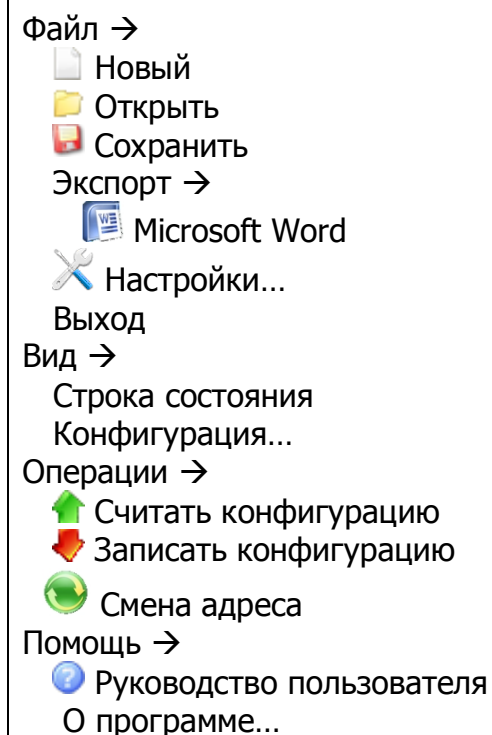 Файл →
Новый
Открыть
Сохранить
Экспорт →
Microsoft Word
Настройки...
Выход
Вид →
Строка состояния
Конфигурация...
Операции →
Считать конфигурацию
Записать конфигурацию
Смена адреса
Помощь →
Руководство пользователя
О программе...